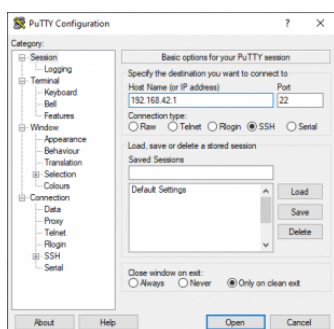 PuTTY Configuration
? X
Category:
Session
Logging
Terminal
Keyboard
Bell
Features
Window
Appearance
Behaviour
Translation
Selection
Colours
Connection
Data
Proxy
Telnet
Rlogin
SSH
Serial
Basic options for your PuTTY session
Specify the destination you want to connect to
Host Name (or IP address) Port
192.168.42.1 22
Connection type:
Raw Telnet Rlogin SSH Serial
Load, save or delete a stored session
Saved Sessions
Default Settings
Load
Save
Delete
Close window on exit:
Always Never Only on clean exit
About Help Open Cancel